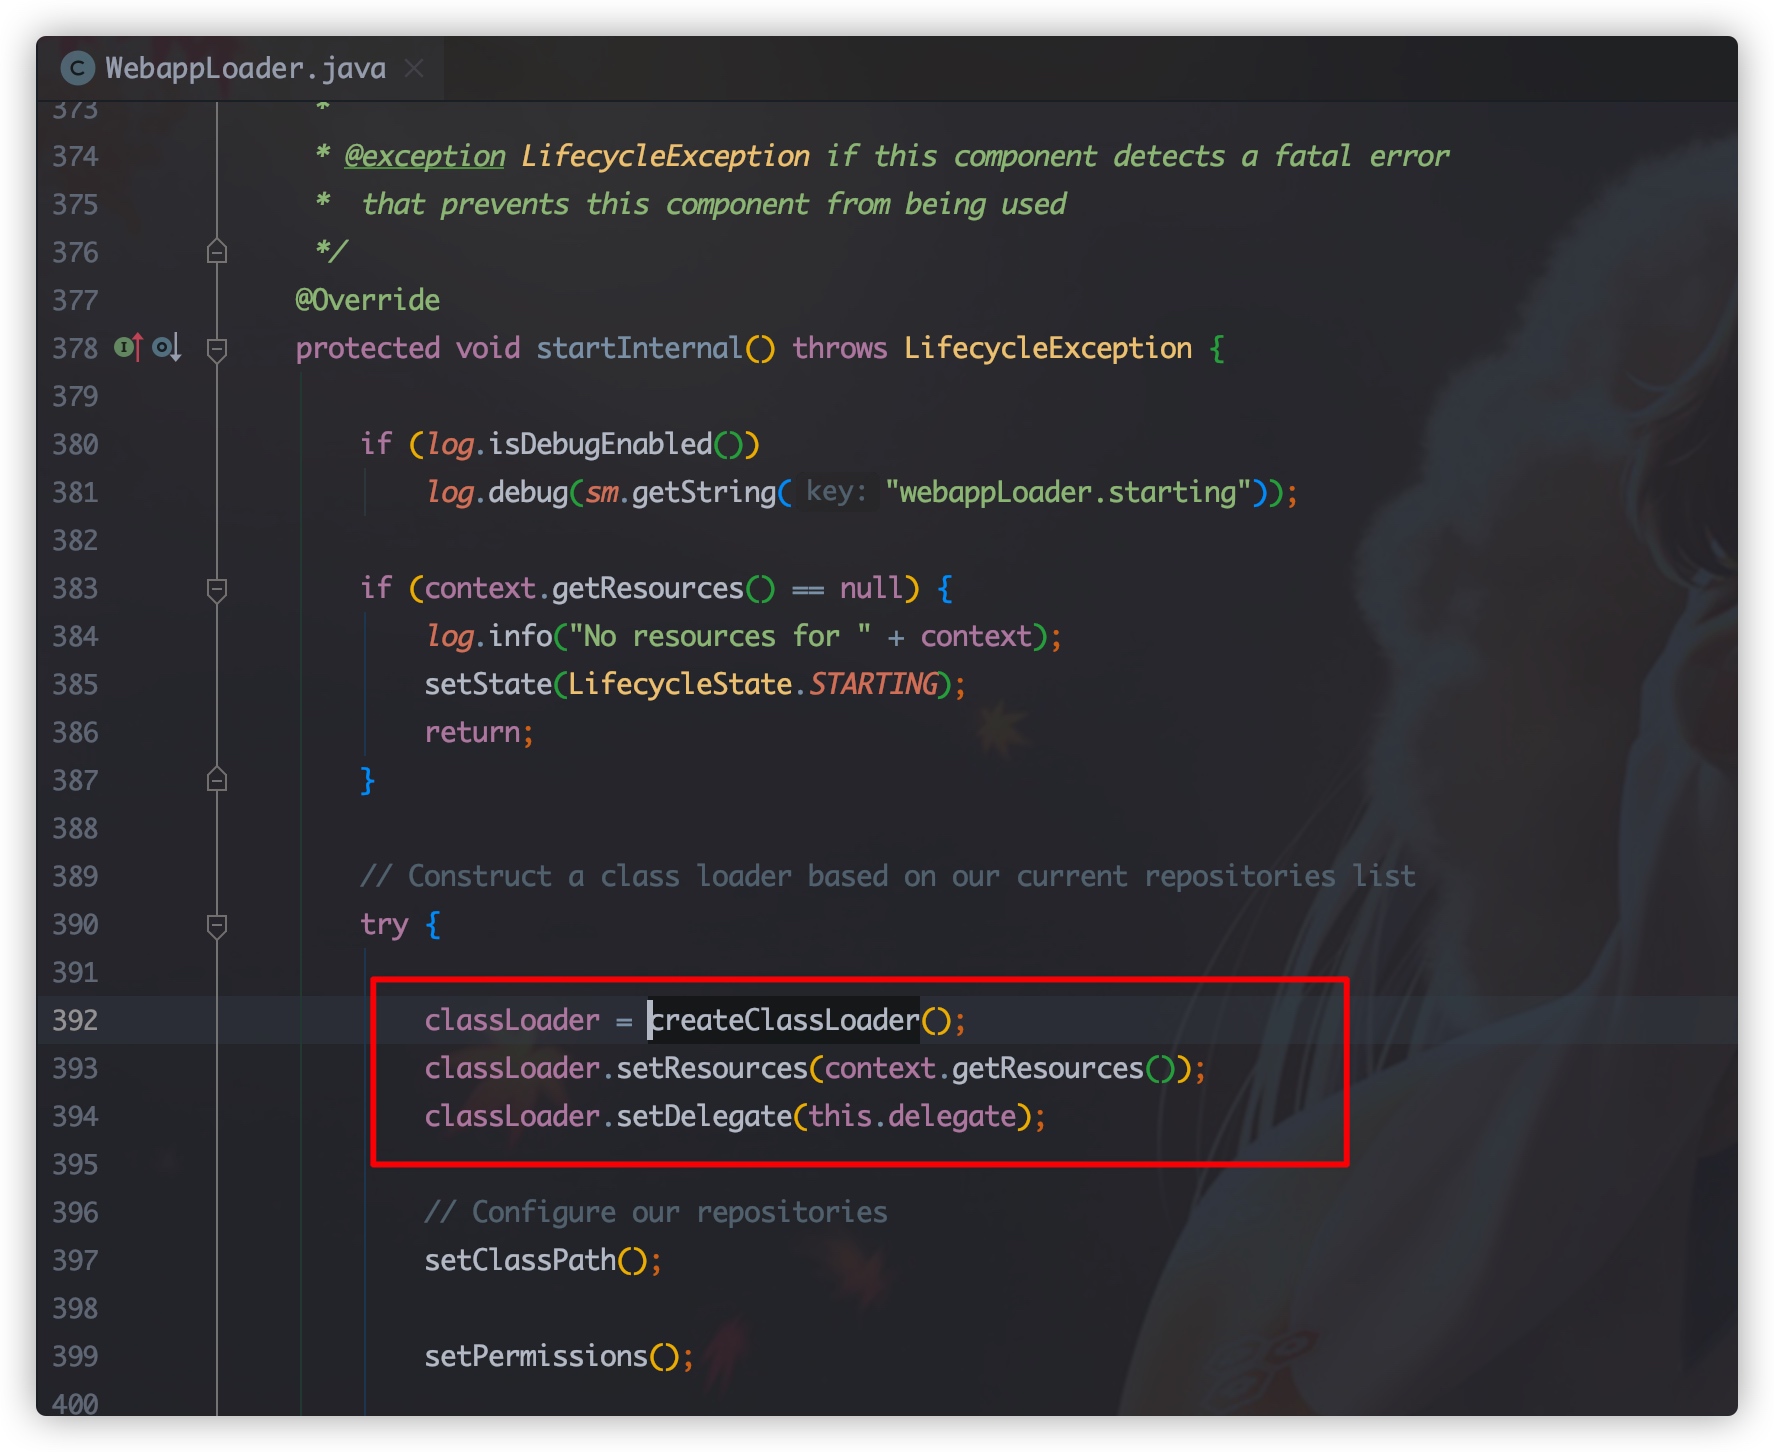 C WebappLoader.java
373 *
374 * @exception LifecycleException if this component detects a fatal error
375 *  that prevents this component from being used
376 */
377 @Override
378 protected void startInternal() throws LifecycleException {
379
380 if (log.isDebugEnabled())
381 log.debug(sm.getString( key: "webappLoader.starting"));
382
383 if (context.getResources() == null) {
384 log.info("No resources for " + context);
385 setState(LifecycleState.STARTING);
386 return;
387 }
388
389 // Construct a class loader based on our current repositories list
390 try {
391
392 classLoader = createClassLoader();
393 classLoader.setResources(context.getResources());
394 classLoader.setDelegate(this.delegate);
395
396 // Configure our repositories
397 setClassPath();
398
399 setPermissions();
400